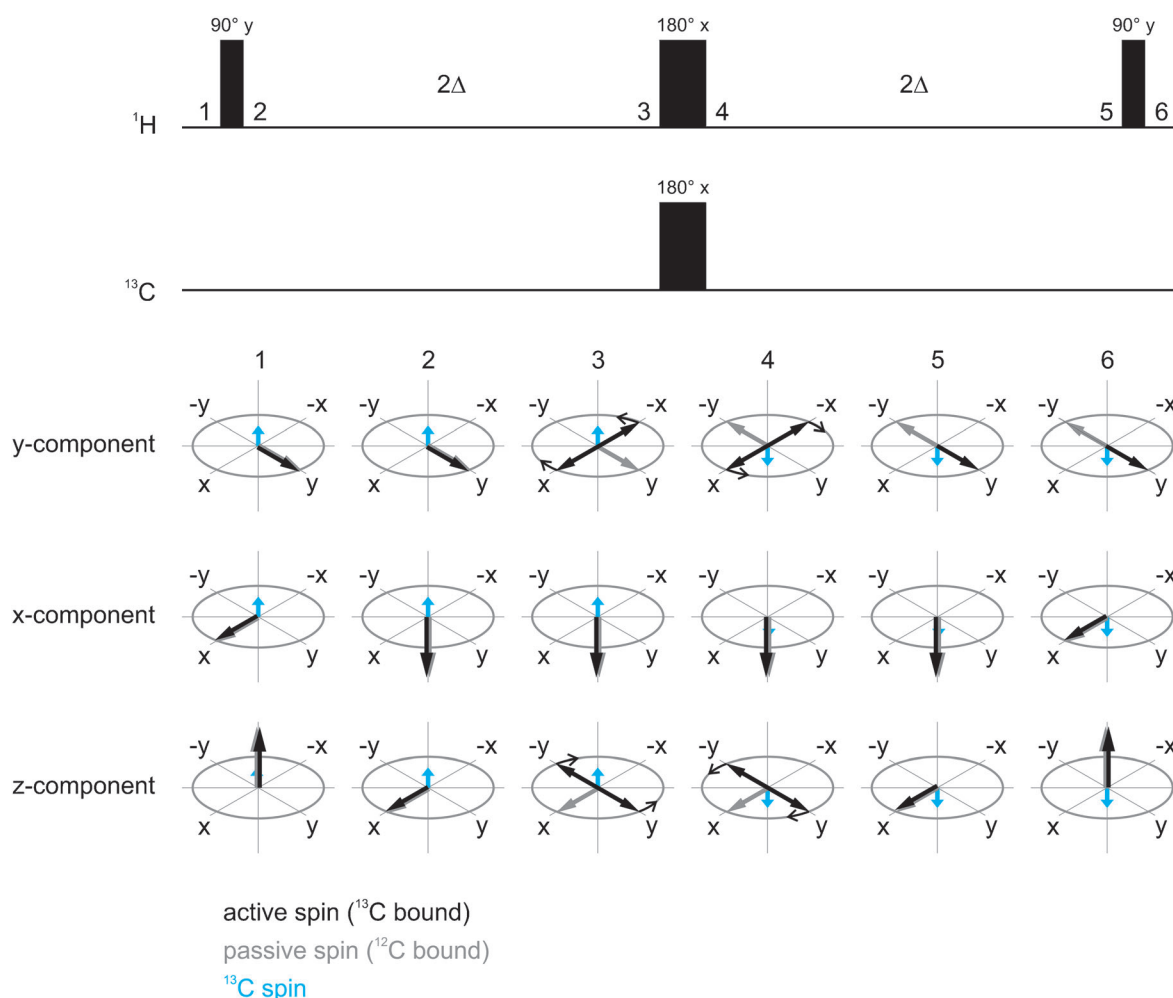 90° y 180° x 90° y
2Δ 2Δ
1 2 3 4 5 6
¹H
180° x
¹³C
1 2 3 4 5 6
-y -x -y -x -y -x -y -x -y -x -y -x
y-component
x y x y x y x y x y x y
-y -x -y -x -y -x -y -x -y -x -y -x
x-component
x y x y x y x y x y x y
-y -x -y -x -y -x -y -x -y -x -y -x
z-component
x y x y x y x y x y x y
active spin (¹³C bound)
passive spin (¹²C bound)
¹³C spin